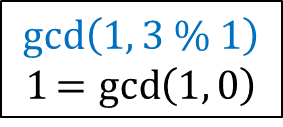 gcd(1, 3 % 1)
1 = gcd(1, 0)